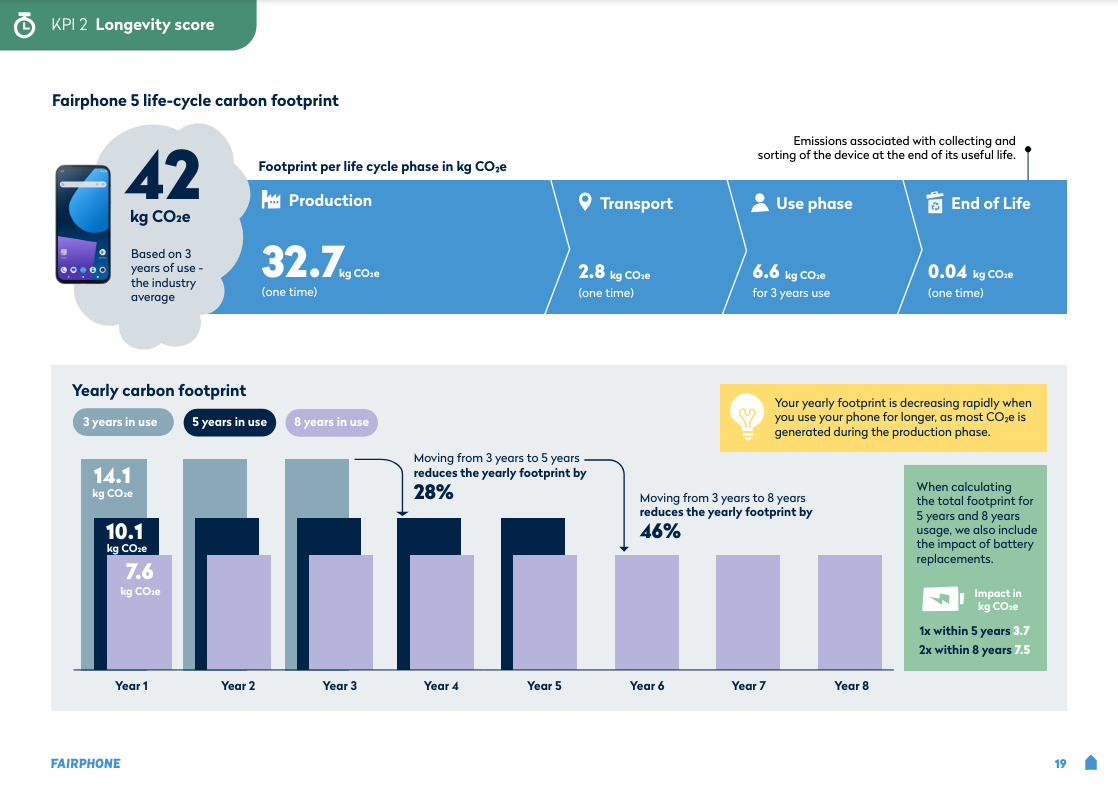 KPI 2 Longevity score
Fairphone 5 life-cycle carbon footprint
42
kg CO₂e
Based on 3
years of use -
the industry
average
Footprint per life cycle phase in kg CO₂e
Emissions associated with collecting and
sorting of the device at the end of its useful life.
Production
32.7 kg CO₂e
(one time)
Transport
2.8 kg CO₂e
(one time)
Use phase
6.6 kg CO₂e
for 3 years use
End of Life
0.04 kg CO₂e
(one time)
Yearly carbon footprint
3 years in use
5 years in use
8 years in use
Your yearly footprint is decreasing rapidly when
you use your phone for longer, as most CO₂e is
generated during the production phase.
14.1
kg CO₂e
10.1
kg CO₂e
7.6
kg CO₂e
Moving from 3 years to 5 years
reduces the yearly footprint by
28%
Moving from 3 years to 8 years
reduces the yearly footprint by
46%
When calculating
the total footprint for
5 years and 8 years
usage, we also include
the impact of battery
replacements.
Impact in
kg CO₂e
1x within 5 years 3.7
2x within 8 years 7.5
Year 1
Year 2
Year 3
Year 4
Year 5
Year 6
Year 7
Year 8
FAIRPHONE
19